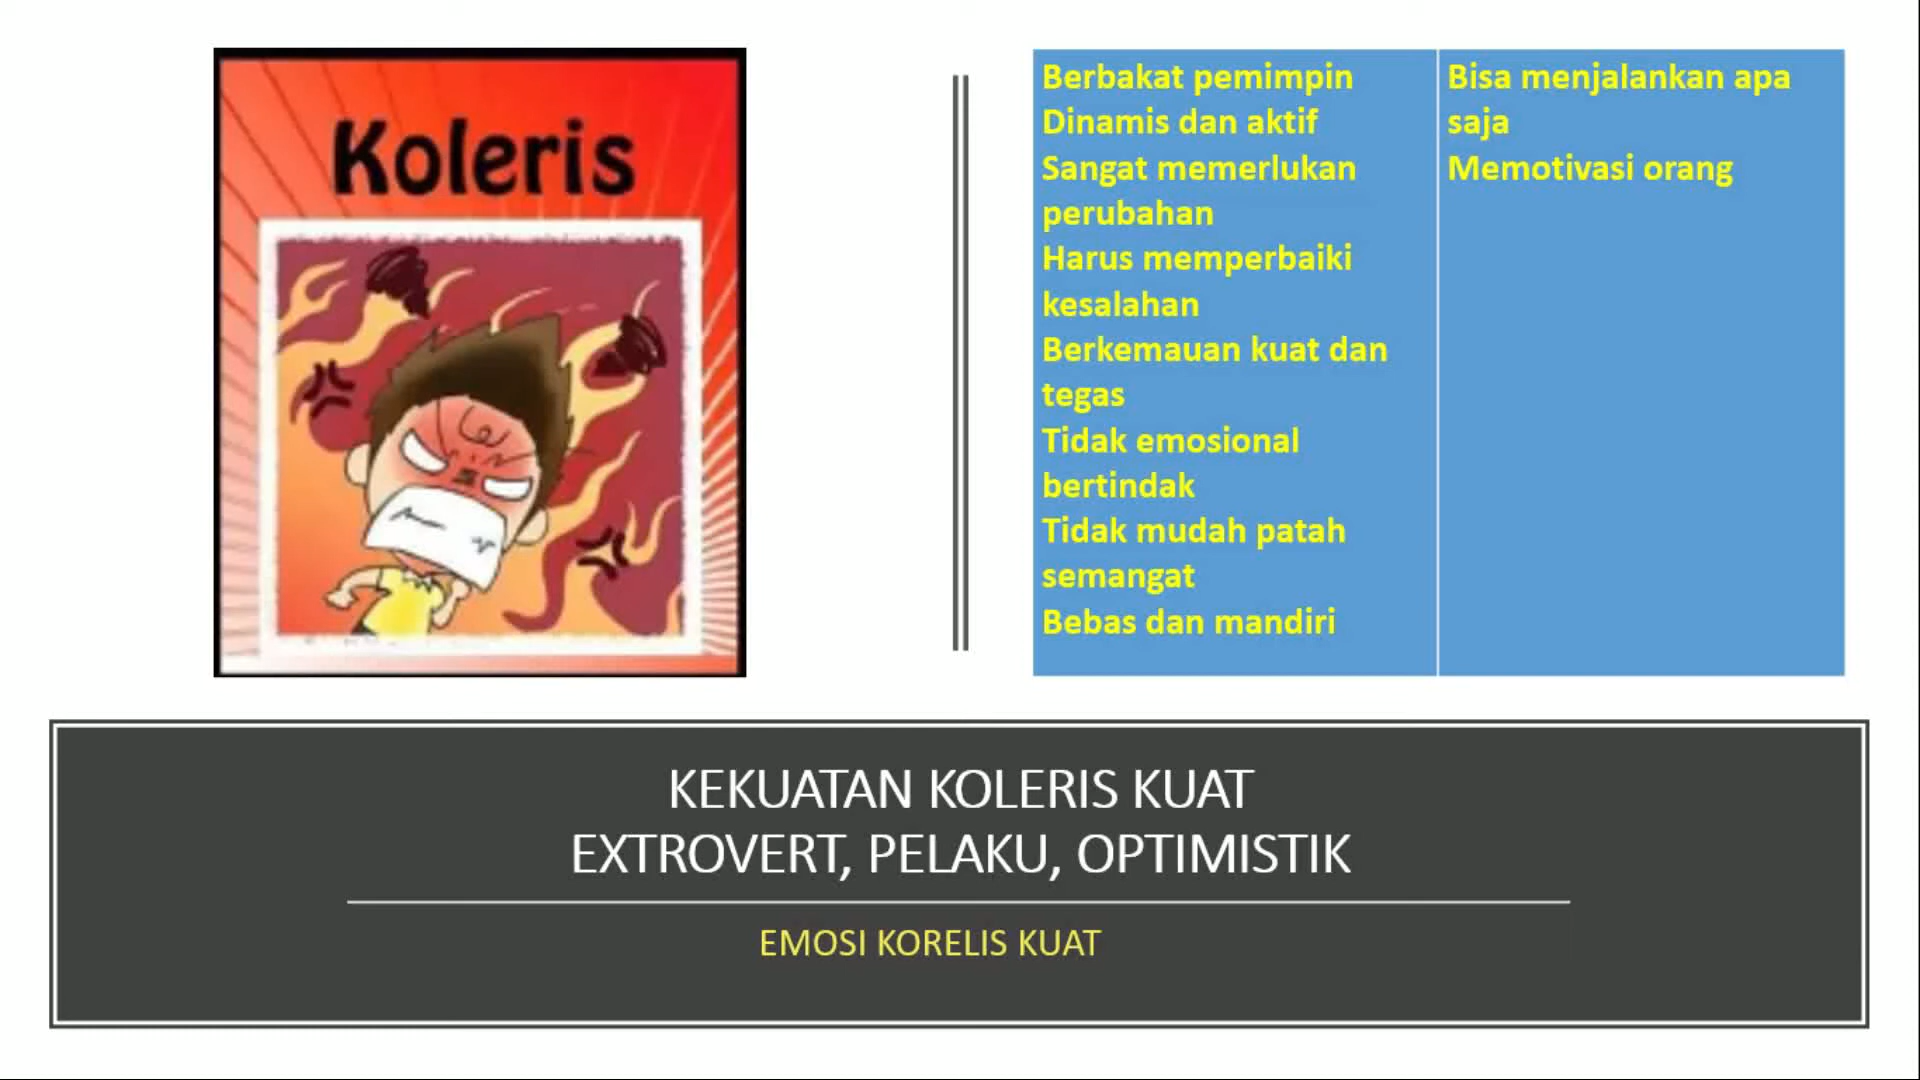 Koleris
Berbakat pemimpin
Dinamis dan aktif
Sangat memerlukan
perubahan
Harus memperbaiki
kesalahan
Berkemauan kuat dan
tegas
Tidak emosional
bertindak
Tidak mudah patah
semangat
Bebas dan mandiri
Bisa menjalankan apa
saja
Memotivasi orang
KEKUATAN KOLERIS KUAT
EXTROVERT, PELAKU, OPTIMISTIK
EMOSI KORELIS KUAT